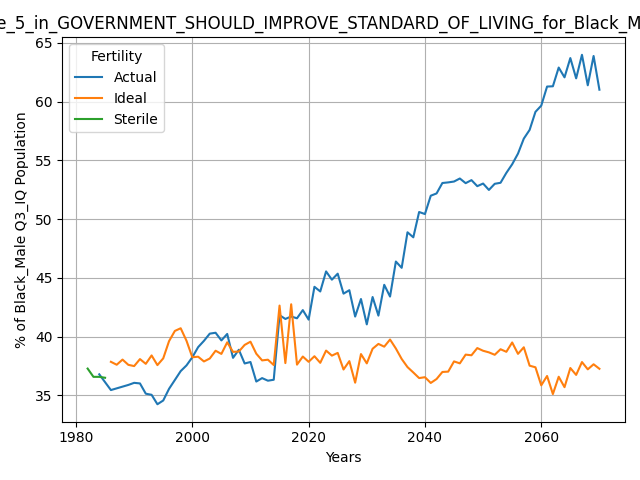 e_5_in_GOVERNMENT_SHOULD_IMPROVE_STANDARD_OF_LIVING_for_Black_M
65
60
55
50
45
40
35
% of Black_Male Q3_IQ Population
Fertility
Actual
Ideal
Sterile
1980
2000
2020
2040
2060
Years